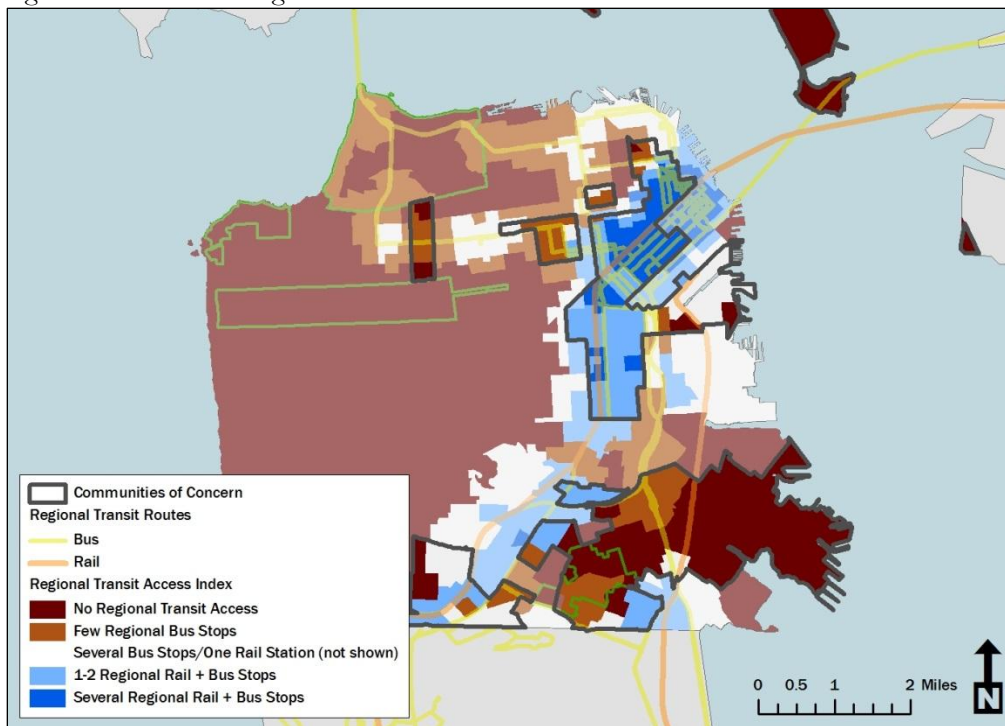 Communities of Concern
Regional Transit Routes
Bus
Rail
Regional Transit Access Index
No Regional Transit Access
Few Regional Bus Stops
Several Bus Stops/One Rail Station (not shown)
1-2 Regional Rail + Bus Stops
Several Regional Rail + Bus Stops
0 0.5 1 2 Miles
N